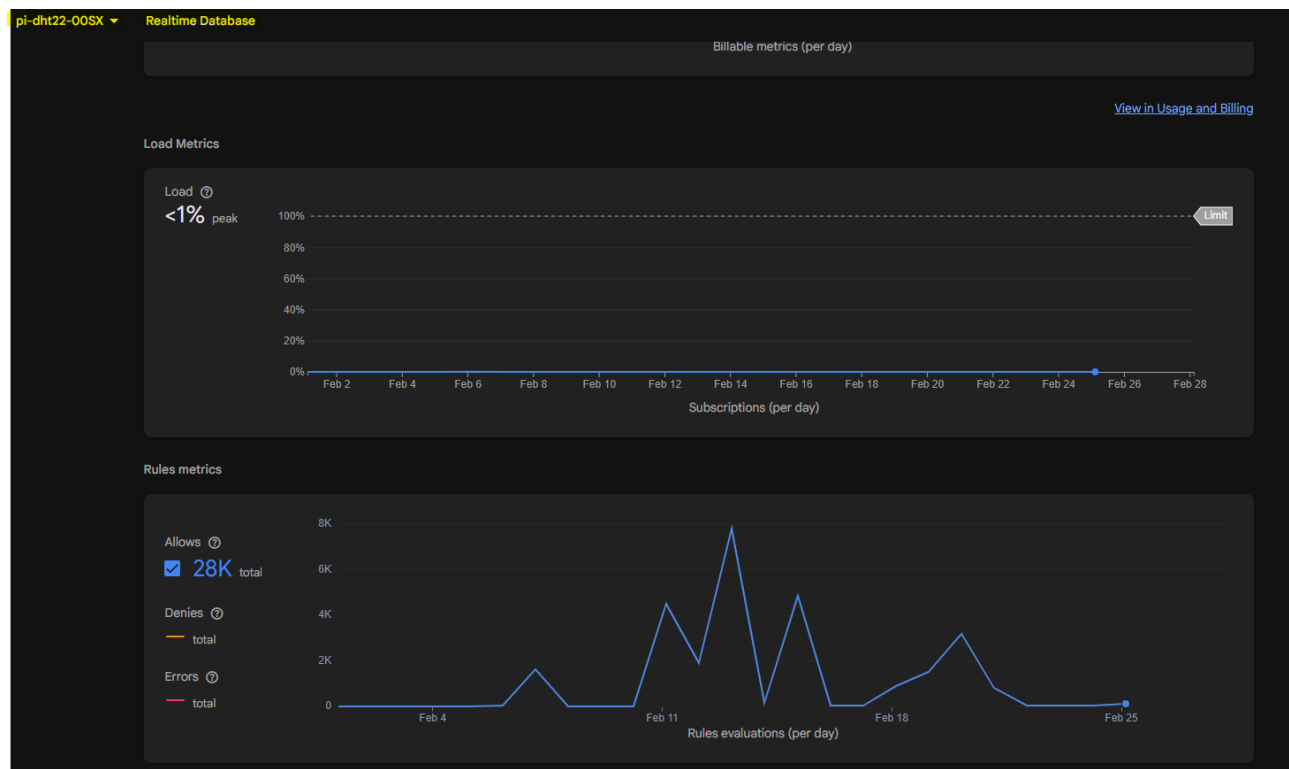 pi-dht22-00SX Realtime Database
Billable metrics (per day)
View in Usage and Billing
Load Metrics
Load
<1% peak
100%
Limit
80%
60%
40%
20%
0%
Feb 2 Feb 4 Feb 6 Feb 8 Feb 10 Feb 12 Feb 14 Feb 16 Feb 18 Feb 20 Feb 22 Feb 24 Feb 26 Feb 28
Subscriptions (per day)
Rules metrics
Allows
28K total
Denies
total
Errors
total
8K
6K
4K
2K
0
Feb 4 Feb 11 Feb 18 Feb 25
Rules evaluations (per day)